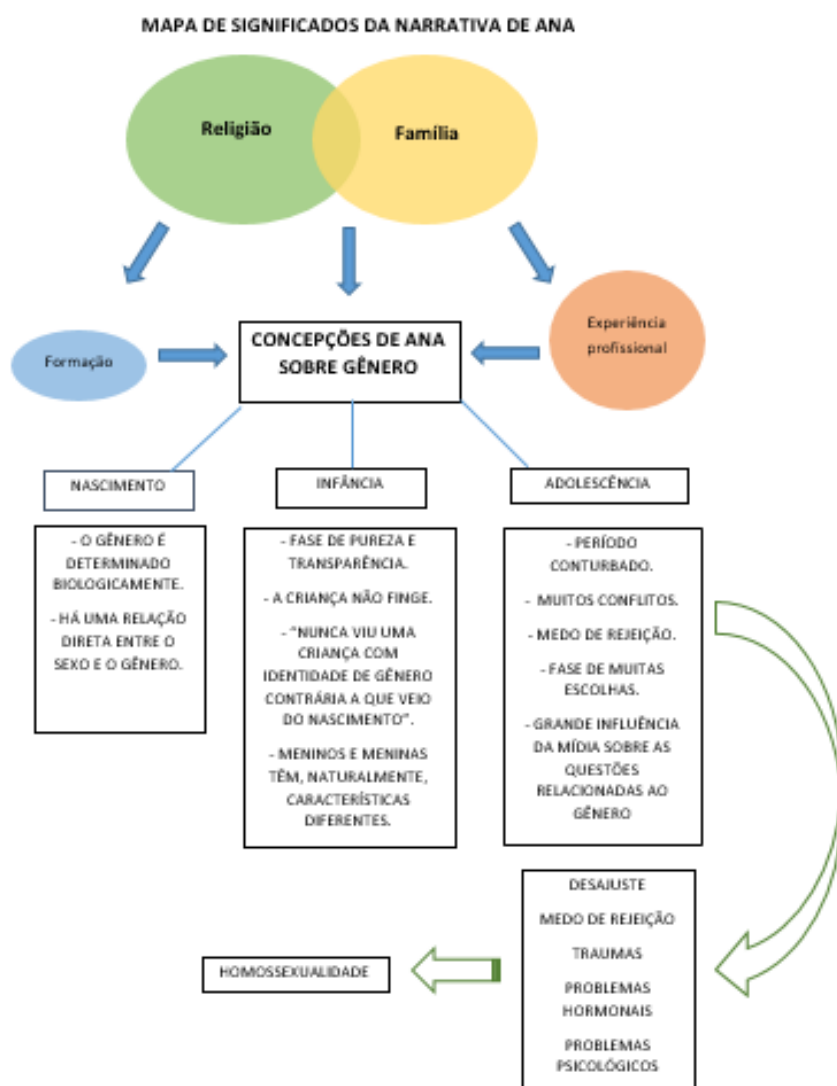 MAPA DE SIGNIFICADOS DA NARRATIVA DE ANA
Religião
Família
Formação
CONCEPÇÕES DE ANA
SOBRE GÊNERO
Experiência
profissional
NASCIMENTO
- O GÊNERO É
DETERMINADO
BIOLOGICAMENTE.
- HÁ UMA RELAÇÃO
DIRETA ENTRE O
SEXO E O GÊNERO.
INFÂNCIA
- FASE DE PUREZA E
TRANSPARÊNCIA.
- A CRIANÇA NÃO FINGE.
- “NUNCA VIU UMA
CRIANÇA COM
IDENTIDADE DE GÊNERO
CONTRÁRIA A QUE VEIO
DO NASCIMENTO”.
- MENINOS E MENINAS
TÊM, NATURALMENTE,
CARACTERÍSTICAS
DIFERENTES.
ADOLESCÊNCIA
- PERÍODO
CONTURBADO.
- MUITOS CONFLITOS.
- MEDO DE REJEIÇÃO.
- FASE DE MUITAS
ESCOLHAS.
- GRANDE INFLUÊNCIA
DA MÍDIA SOBRE AS
QUESTÕES
RELACIONADAS AO
GÊNERO
DESAJUSTE
MEDO DE REJEIÇÃO
TRAUMAS
PROBLEMAS
HORMONAIS
PROBLEMAS
PSICOLÓGICOS
HOMOSSEXUALIDADE